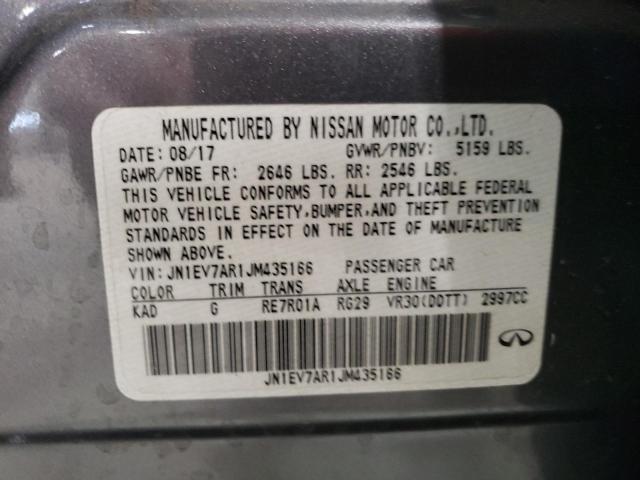 MANUFACTURED BY NISSAN MOTOR CO.,LTD.
DATE: 08/17 GVWR/PNBV: 5159 LBS.
GAWR/PNBE FR: 2646 LBS. RR: 2546 LBS.
THIS VEHICLE CONFORMS TO ALL APPLICABLE FEDERAL
MOTOR VEHICLE SAFETY,BUMPER,AND THEFT PREVENTION
STANDARDS IN EFFECT ON THE DATE OF MANUFACTURE
SHOWN ABOVE.
VIN: JN1EV7AR1JM435166 PASSENGER CAR
COLOR TRIM TRANS AXLE ENGINE
KAD G RE7R01A RG29 VR30(DDTT) 2997CC
JN1EV7AR1JM435166